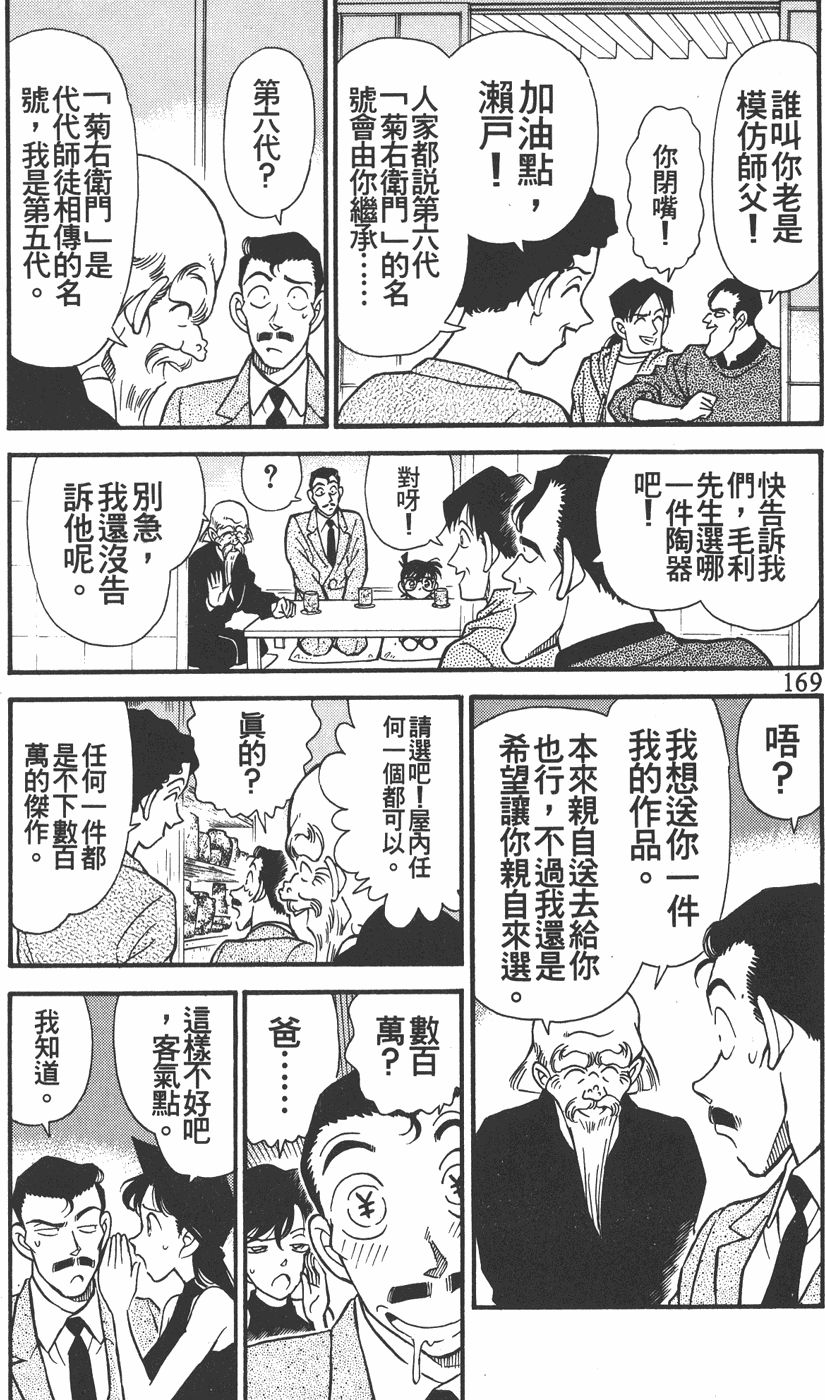 誰叫你老是
模仿師父！
你閉嘴！
加油點，
瀨戶！
人家都説第六代
「菊右衛門」的名
號會由你繼承……
第六代？
「菊右衛門」是
代代師徒相傳的名
號，我是第五代。
快告訴我
們，毛利
先生選哪
一件陶器
吧！
對呀！
？
別急，
我還沒告
訴他呢。
169
唔？
我想送你一件
我的作品。
本來親自送去給你
也行，不過我還是
希望讓你親自來選。
請選吧！屋內任
何一個都可以。
真的？
任何一件都
是不下數百
萬的傑作。
數百
萬？
爸……
這樣不好吧
，客氣點。
我知道。